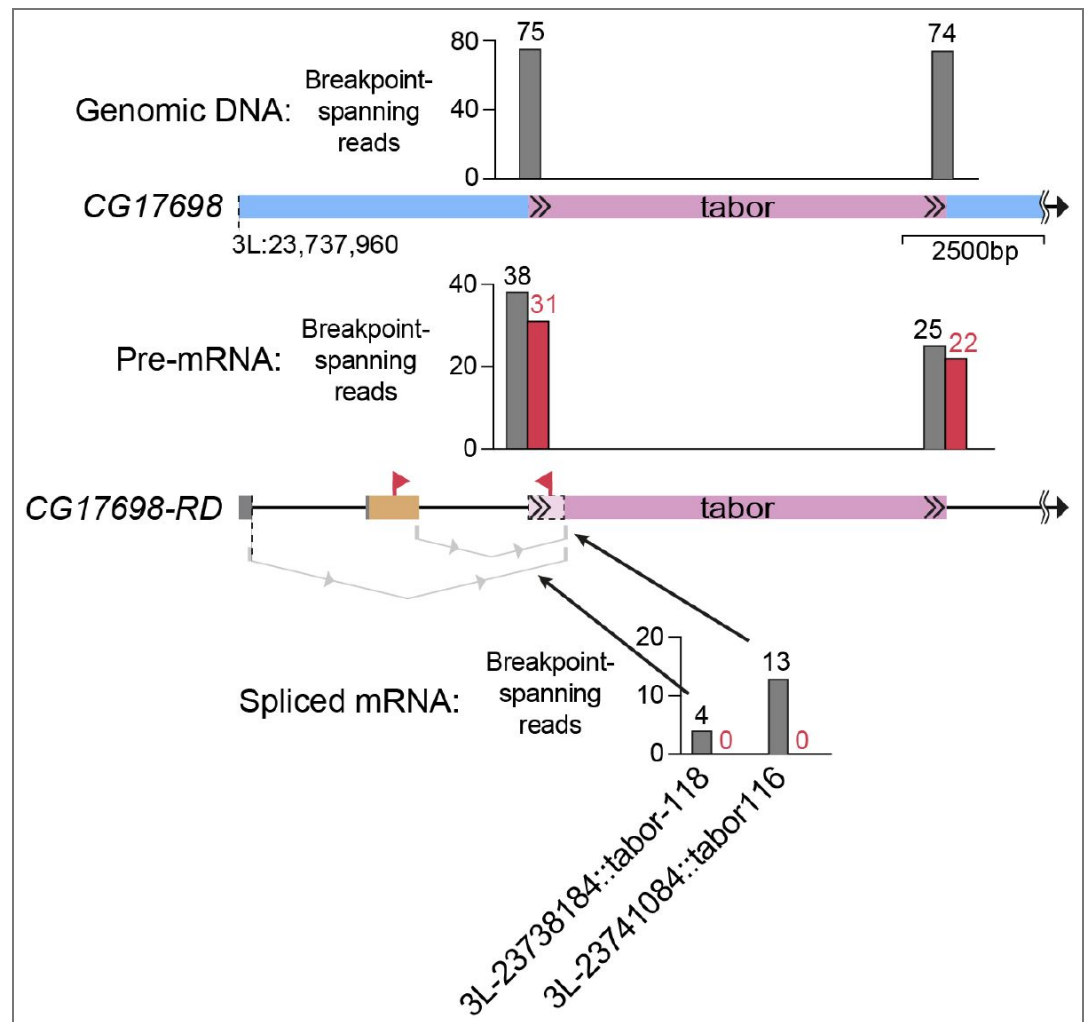 75
74
80
40
0
Genomic DNA:
Breakpoint-
spanning
reads
CG17698
tabor
3L:23,737,960
2500bp
38
31
25
22
40
20
0
Pre-mRNA:
Breakpoint-
spanning
reads
CG17698-RD
tabor
20
10
0
13
4
0
0
Spliced mRNA:
Breakpoint-
spanning
reads
3L-23738184::tabor-118
3L-23741084::tabor116